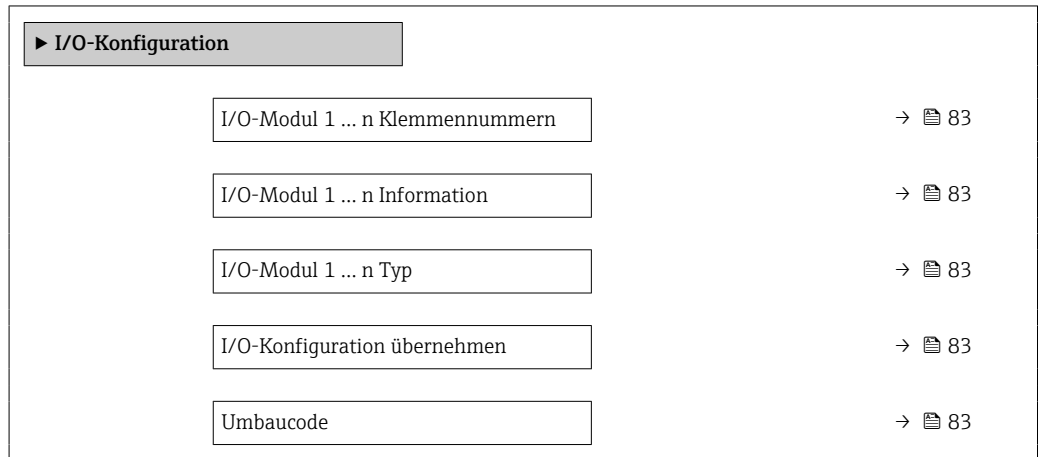 ► I/O-Konfiguration
I/O-Modul 1 … n Klemmennummern → 83
I/O-Modul 1 … n Information → 83
I/O-Modul 1 … n Typ → 83
I/O-Konfiguration übernehmen → 83
Umbaucode → 83